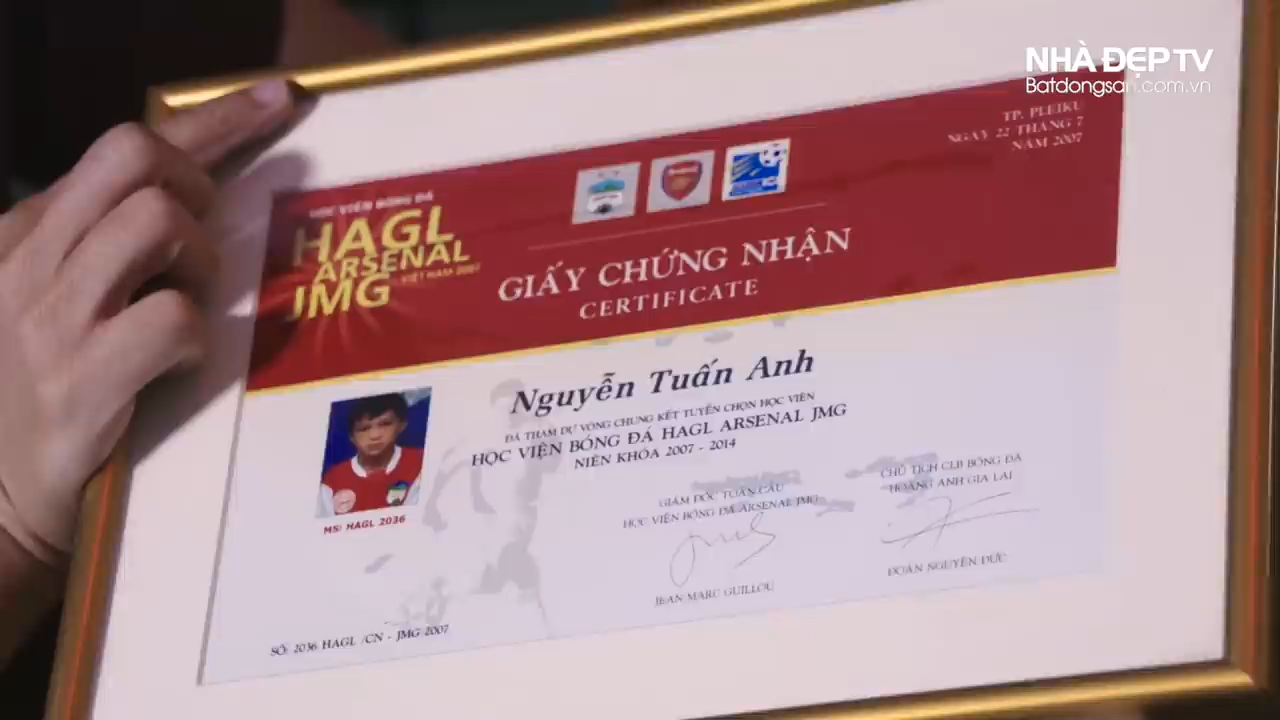 NHÀ ĐẸP TV
Batdongsan.com.vn
TP. PLEIKU
NGÀY 22 THÁNG 7
NĂM 2007
HỌC VIỆN BÓNG ĐÁ
HAGL
ARSENAL
VIỆT NAM 2007
JMG
GIẤY CHỨNG NHẬN
CERTIFICATE
Nguyễn Tuấn Anh
ĐÃ THAM DỰ VÒNG CHUNG KẾT TUYỂN CHỌN HỌC VIÊN
HỌC VIỆN BÓNG ĐÁ HAGL ARSENAL JMG
NIÊN KHÓA 2007 - 2014
MS: HAGL 2036
GIÁM ĐỐC TOÀN CẦU
HỌC VIỆN BÓNG ĐÁ ARSENAL JMG
JEAN MARC GUILLOU
CHỦ TỊCH CLB BÓNG ĐÁ
HOÀNG ANH GIA LAI
ĐOÀN NGUYÊN ĐỨC
SỐ: 2036 HAGL /CN - JMG 2007